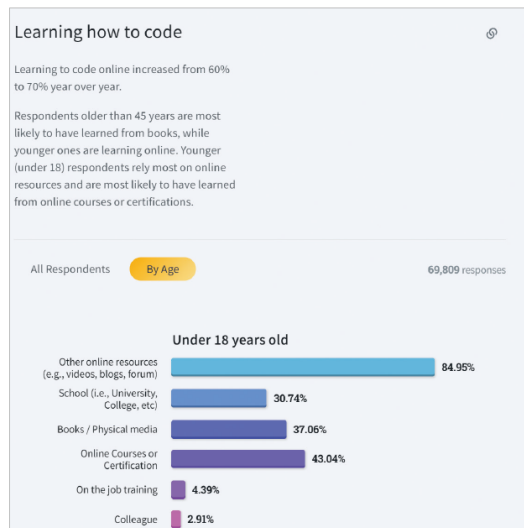 Learning how to code
Learning to code online increased from 60%
to 70% year over year.
Respondents older than 45 years are most
likely to have learned from books, while
younger ones are learning online. Younger
(under 18) respondents rely most on online
resources and are most likely to have learned
from online courses or certifications.
All Respondents
By Age
69,809 responses
Under 18 years old
Other online resources
(e.g., videos, blogs, forum)
84.95%
School (i.e., University,
College, etc)
30.74%
Books / Physical media
37.06%
Online Courses or
Certification
43.04%
On the job training
4.39%
Colleague
2.91%